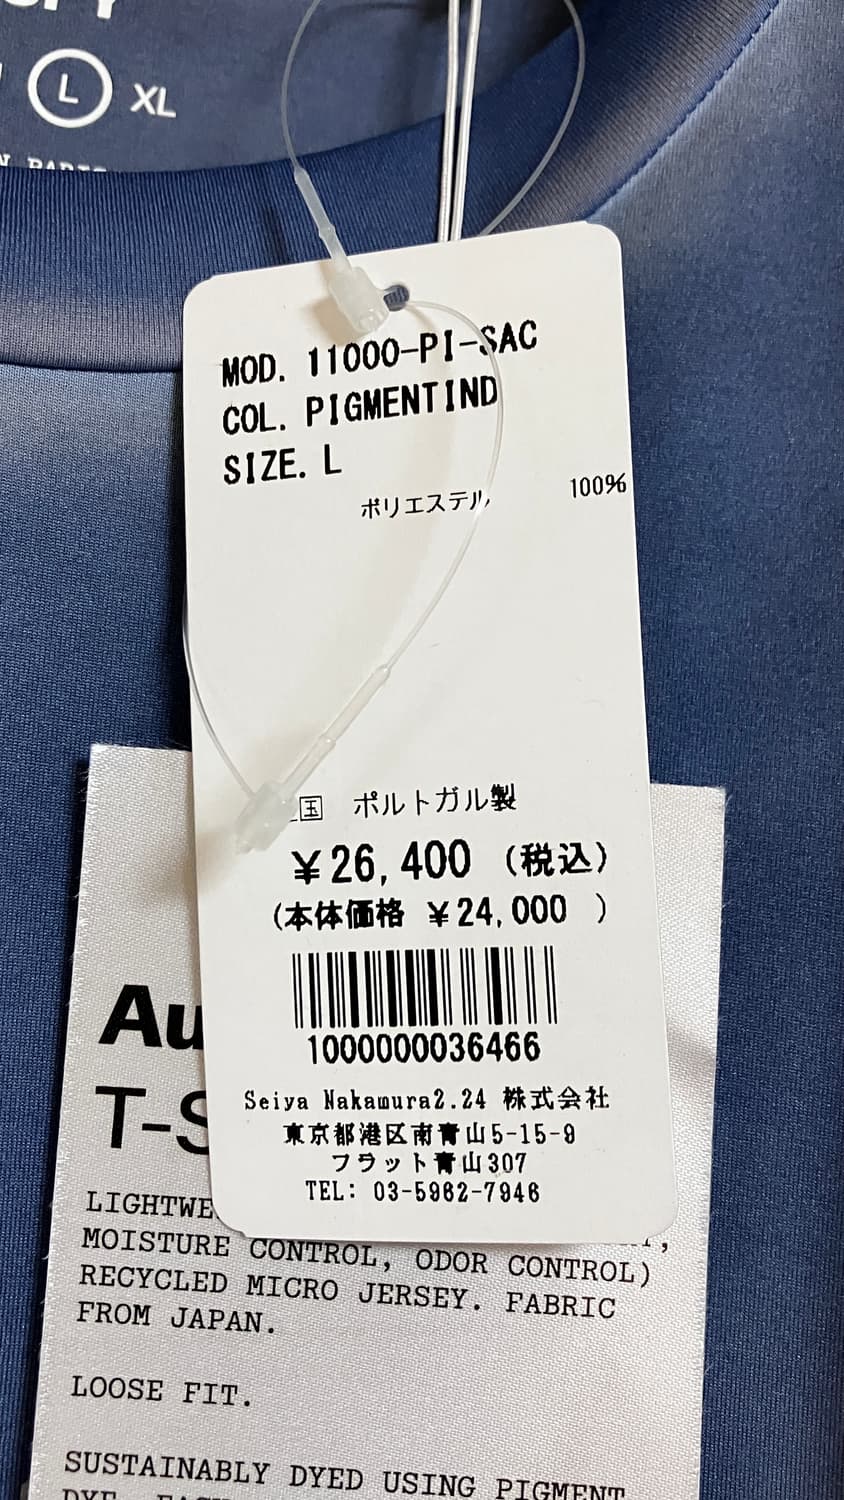 L XL
MOD. 11000-PI-SAC
COL. PIGMENTIND
SIZE. L
ポリエステル 100%
国 ポルトガル製
¥26,400 (税込)
(本体価格 ¥24,000 )
1000000036466
Seiya Nakamura2.24 株式会社
東京都港区南青山5-15-9
フラット青山307
TEL: 03-5962-7946
Au
T-S
LIGHTWE
MOISTURE CONTROL, ODOR CONTROL)
RECYCLED MICRO JERSEY. FABRIC
FROM JAPAN.
LOOSE FIT.
SUSTAINABLY DYED USING PIGMENT